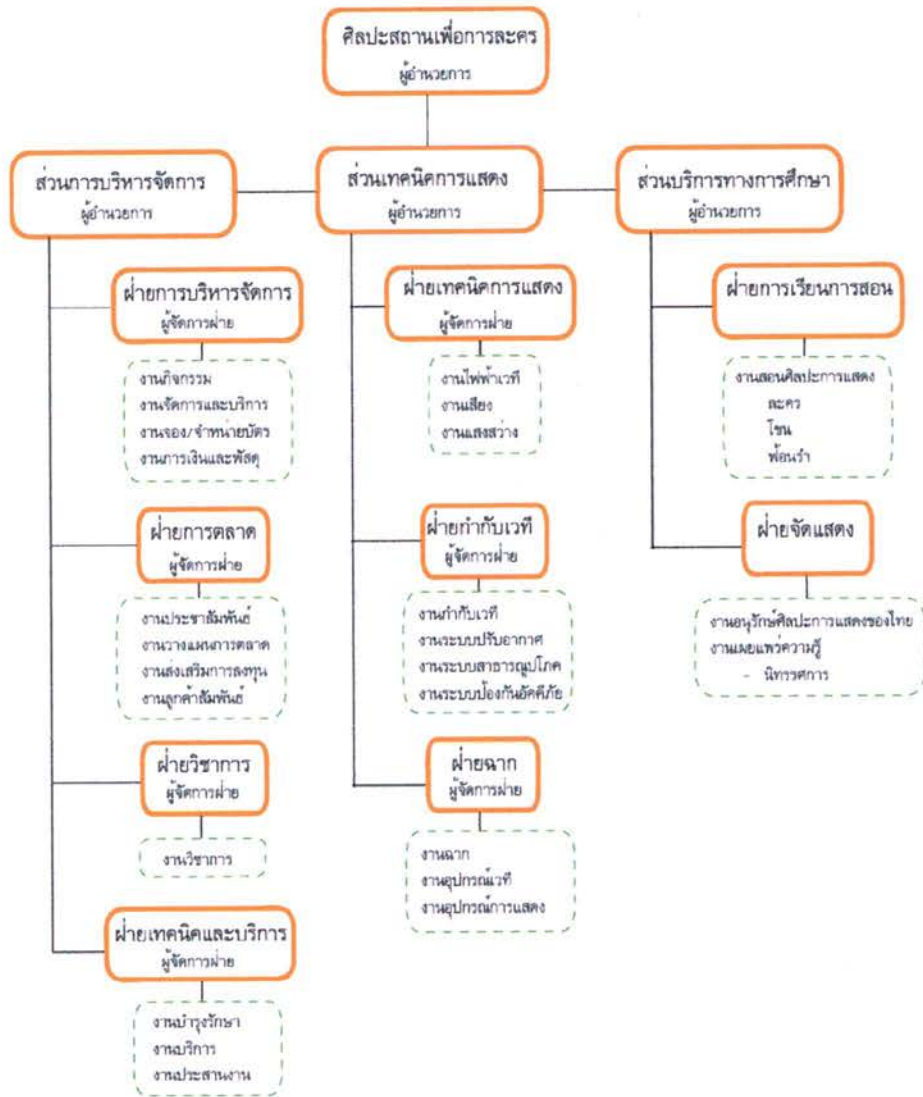 ศิลปะสถานเพื่อการละคร
ผู้อำนวยการ
ส่วนการบริหารจัดการ
ผู้อำนวยการ
ส่วนเทคนิคการแสดง
ผู้อำนวยการ
ส่วนบริการทางการศึกษา
ผู้อำนวยการ
ฝ่ายการบริหารจัดการ
ผู้จัดการฝ่าย
งานกิจกรรม
งานจัดการและบริการ
งานจอง/จำหน่ายบัตร
งานการเงินและพัสดุ
ฝ่ายการตลาด
ผู้จัดการฝ่าย
งานประชาสัมพันธ์
งานวางแผนการตลาด
งานส่งเสริมการลงทุน
งานลูกค้าสัมพันธ์
ฝ่ายวิชาการ
ผู้จัดการฝ่าย
งานวิชาการ
ฝ่ายเทคนิคและบริการ
ผู้จัดการฝ่าย
งานบำรุงรักษา
งานบริการ
งานประสานงาน
ฝ่ายเทคนิคการแสดง
ผู้จัดการฝ่าย
งานไฟฟ้าเวที
งานเสียง
งานแสงสว่าง
ฝ่ายกำกับเวที
ผู้จัดการฝ่าย
งานกำกับเวที
งานระบบปรับอากาศ
งานระบบสาธารณูปโภค
งานระบบป้องกันอัคคีภัย
ฝ่ายฉาก
ผู้จัดการฝ่าย
งานฉาก
งานอุปกรณ์เวที
งานอุปกรณ์การแสดง
ฝ่ายการเรียนการสอน
งานสอนศิลปะการแสดง
ละคร
โขน
ฟ้อนรำ
ฝ่ายจัดแสดง
งานอนุรักษ์ศิลปะการแสดงของไทย
งานเผยแพร่ความรู้
- นิทรรศการ